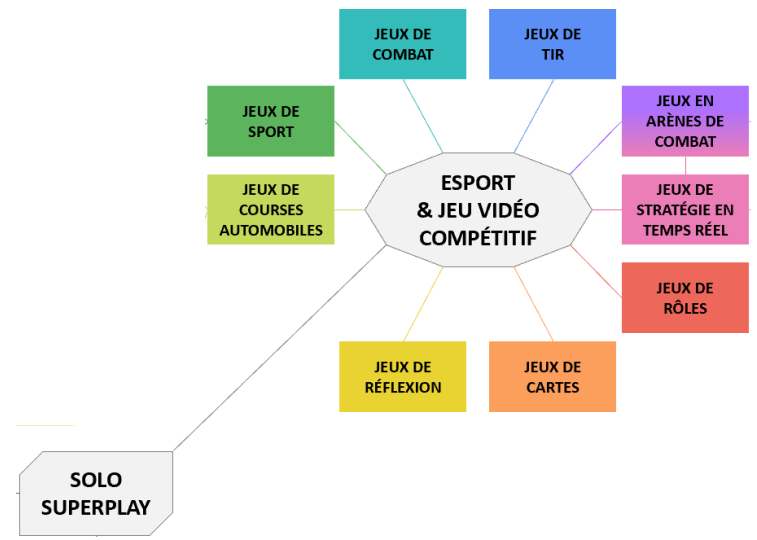 JEUX DE
COMBAT
JEUX DE
TIR
JEUX DE
SPORT
JEUX EN
ARÈNES DE
COMBAT
JEUX DE
COURSES
AUTOMOBILES
ESPORT
& JEU VIDÉO
COMPÉTITIF
JEUX DE
STRATÉGIE EN
TEMPS RÉEL
JEUX DE
RÔLES
JEUX DE
RÉFLEXION
JEUX DE
CARTES
SOLO
SUPERPLAY